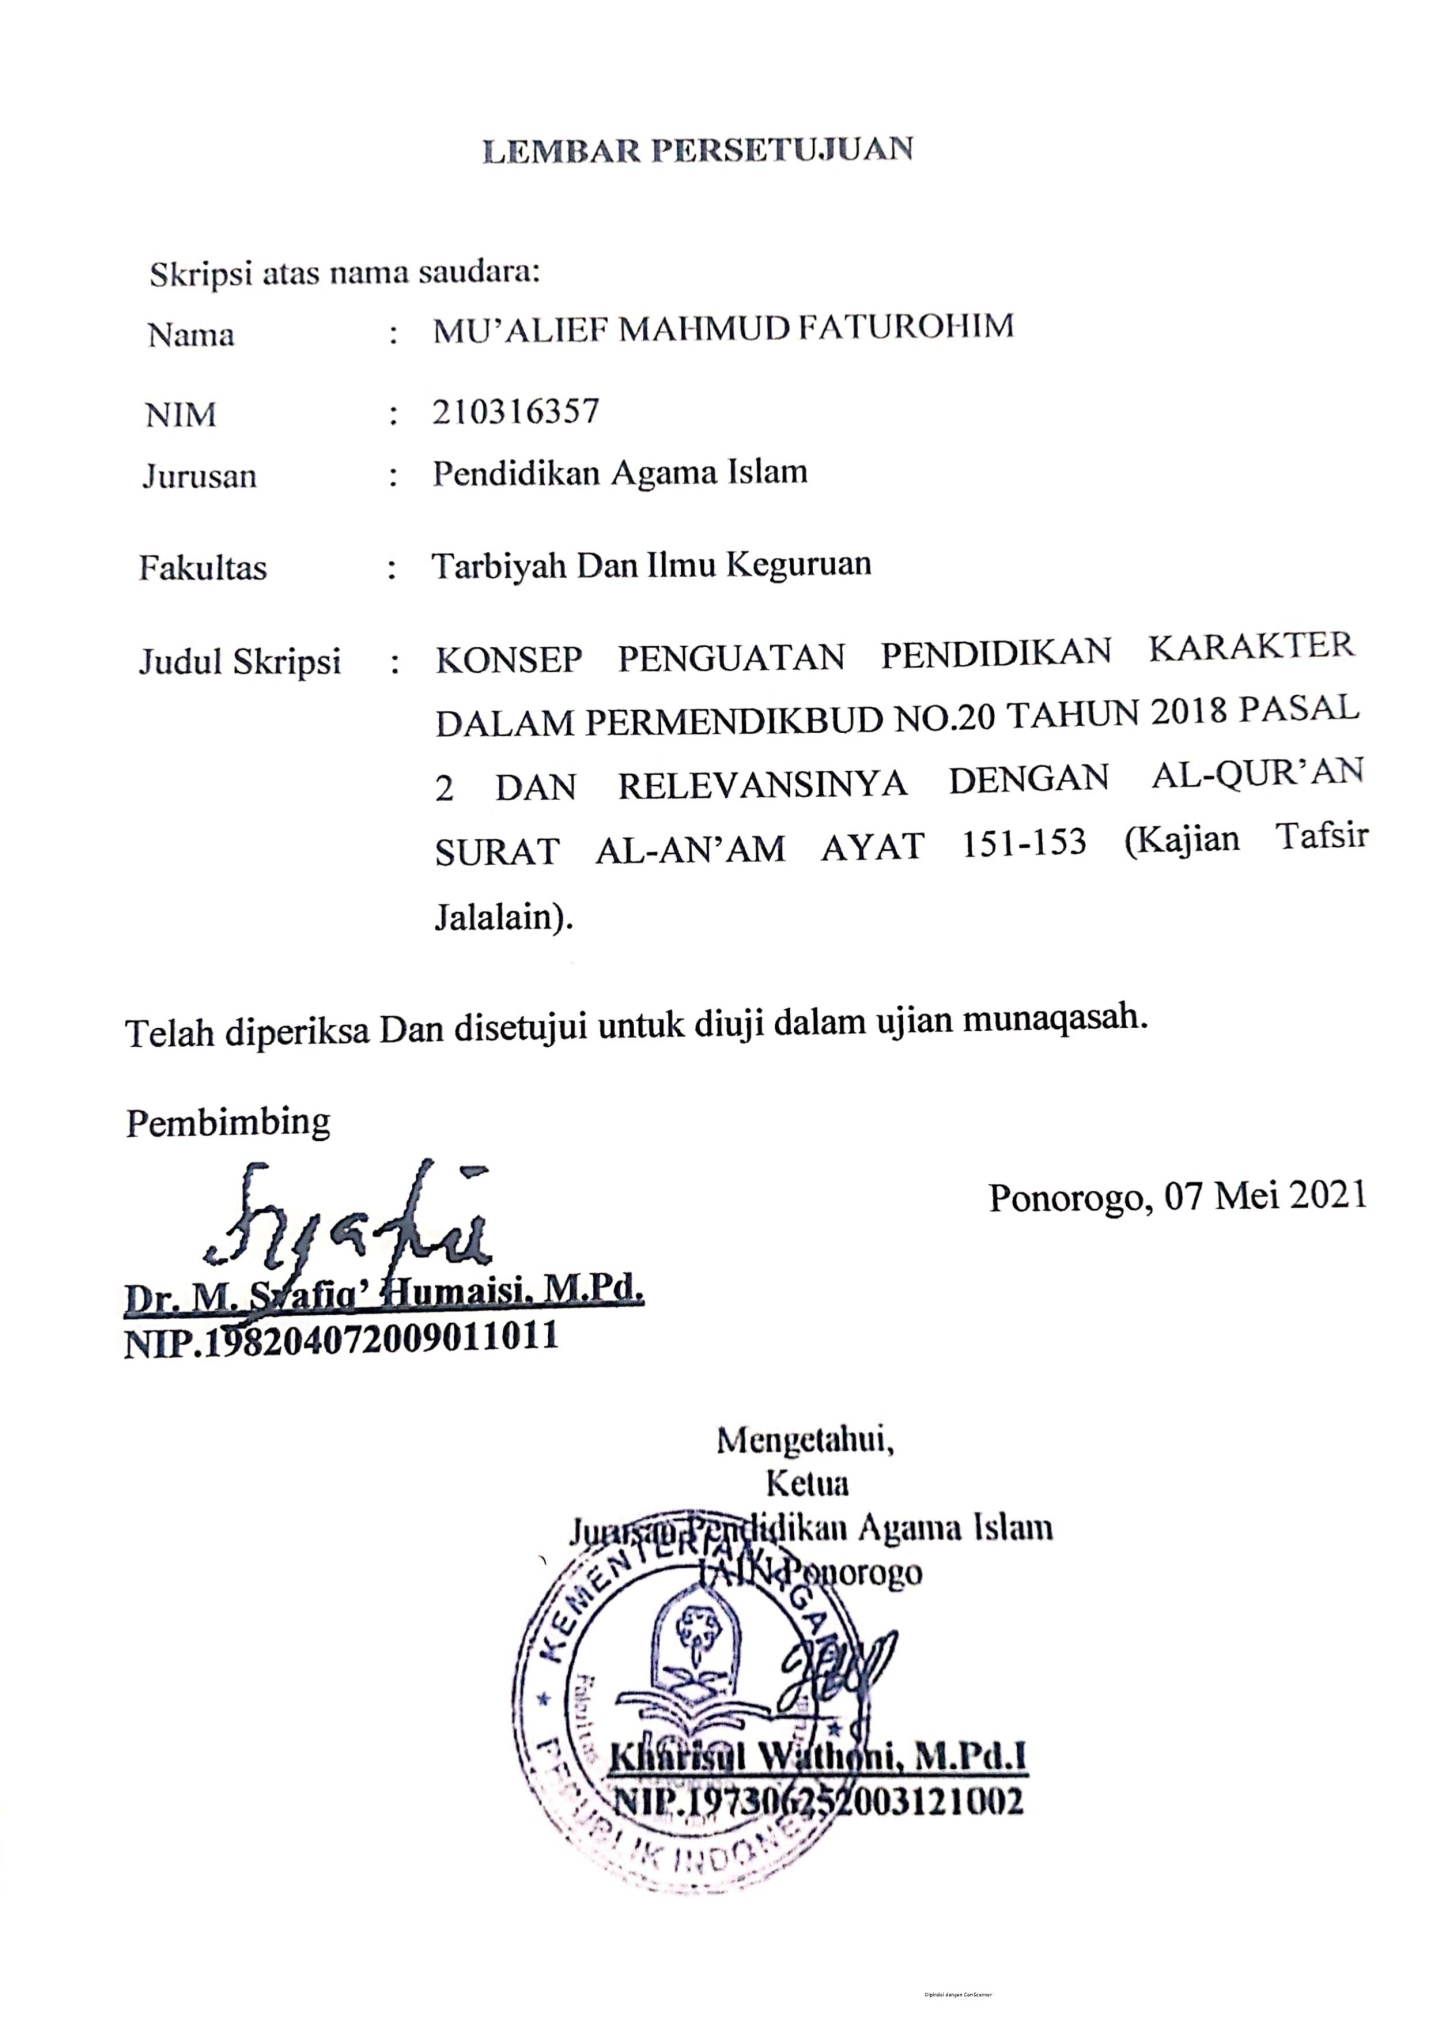 LEMBAR PERSETUJUAN
Skripsi atas nama saudara:
Nama : MU’ALIEF MAHMUD FATUROHIM
NIM : 210316357
Jurusan : Pendidikan Agama Islam
Fakultas : Tarbiyah Dan Ilmu Keguruan
Judul Skripsi : KONSEP PENGUATAN PENDIDIKAN KARAKTER
DALAM PERMENDIKBUD NO.20 TAHUN 2018 PASAL
2 DAN RELEVANSINYA DENGAN AL-QUR’AN
SURAT AL-AN’AM AYAT 151-153 (Kajian Tafsir
Jalalain).
Telah diperiksa Dan disetujui untuk diuji dalam ujian munaqasah.
Pembimbing
Ponorogo, 07 Mei 2021
Dr. M. Syafiq’ Humaisi, M.Pd.
NIP.198204072009011011
Mengetahui,
Ketua
Jurusan Pendidikan Agama Islam
IAIN Ponorogo
KEMENTERIAN AGAMA
Kharisul Wathoni, M.Pd.I
NIP.197306252003121002
REPUBLIK INDONESIA
Dipindai dengan CamScanner